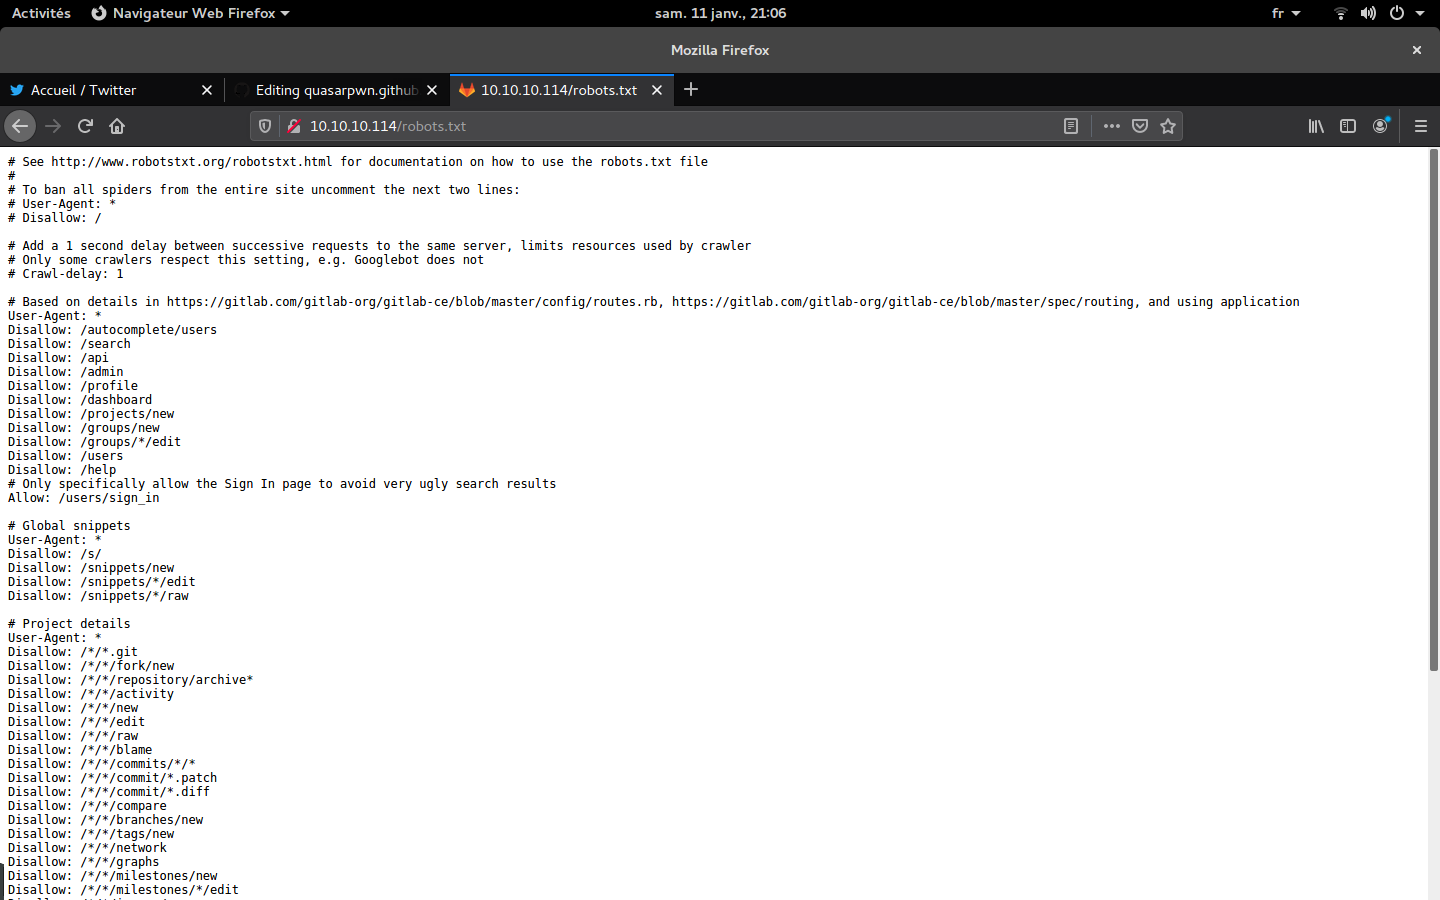 Activités
Navigateur Web Firefox
sam. 11 janv., 21:06
fr
Mozilla Firefox
Accueil / Twitter
Editing quasarpwn.github
10.10.10.114/robots.txt
10.10.10.114/robots.txt
# See http://www.robotstxt.org/robotstxt.html for documentation on how to use the robots.txt file
#
# To ban all spiders from the entire site uncomment the next two lines:
# User-Agent: *
# Disallow: /
# Add a 1 second delay between successive requests to the same server, limits resources used by crawler
# Only some crawlers respect this setting, e.g. Googlebot does not
# Crawl-delay: 1
# Based on details in https://gitlab.com/gitlab-org/gitlab-ce/blob/master/config/routes.rb, https://gitlab.com/gitlab-org/gitlab-ce/blob/master/spec/routing, and using application
User-Agent: *
Disallow: /autocomplete/users
Disallow: /search
Disallow: /api
Disallow: /admin
Disallow: /profile
Disallow: /dashboard
Disallow: /projects/new
Disallow: /groups/new
Disallow: /groups/*/edit
Disallow: /users
Disallow: /help
# Only specifically allow the Sign In page to avoid very ugly search results
Allow: /users/sign_in
# Global snippets
User-Agent: *
Disallow: /s/
Disallow: /snippets/new
Disallow: /snippets/*/edit
Disallow: /snippets/*/raw
# Project details
User-Agent: *
Disallow: /*/*.git
Disallow: /*/*/fork/new
Disallow: /*/*/repository/archive*
Disallow: /*/*/activity
Disallow: /*/*/new
Disallow: /*/*/edit
Disallow: /*/*/raw
Disallow: /*/*/blame
Disallow: /*/*/commits/*/*
Disallow: /*/*/commit/*.patch
Disallow: /*/*/commit/*.diff
Disallow: /*/*/compare
Disallow: /*/*/branches/new
Disallow: /*/*/tags/new
Disallow: /*/*/network
Disallow: /*/*/graphs
Disallow: /*/*/milestones/new
Disallow: /*/*/milestones/*/edit